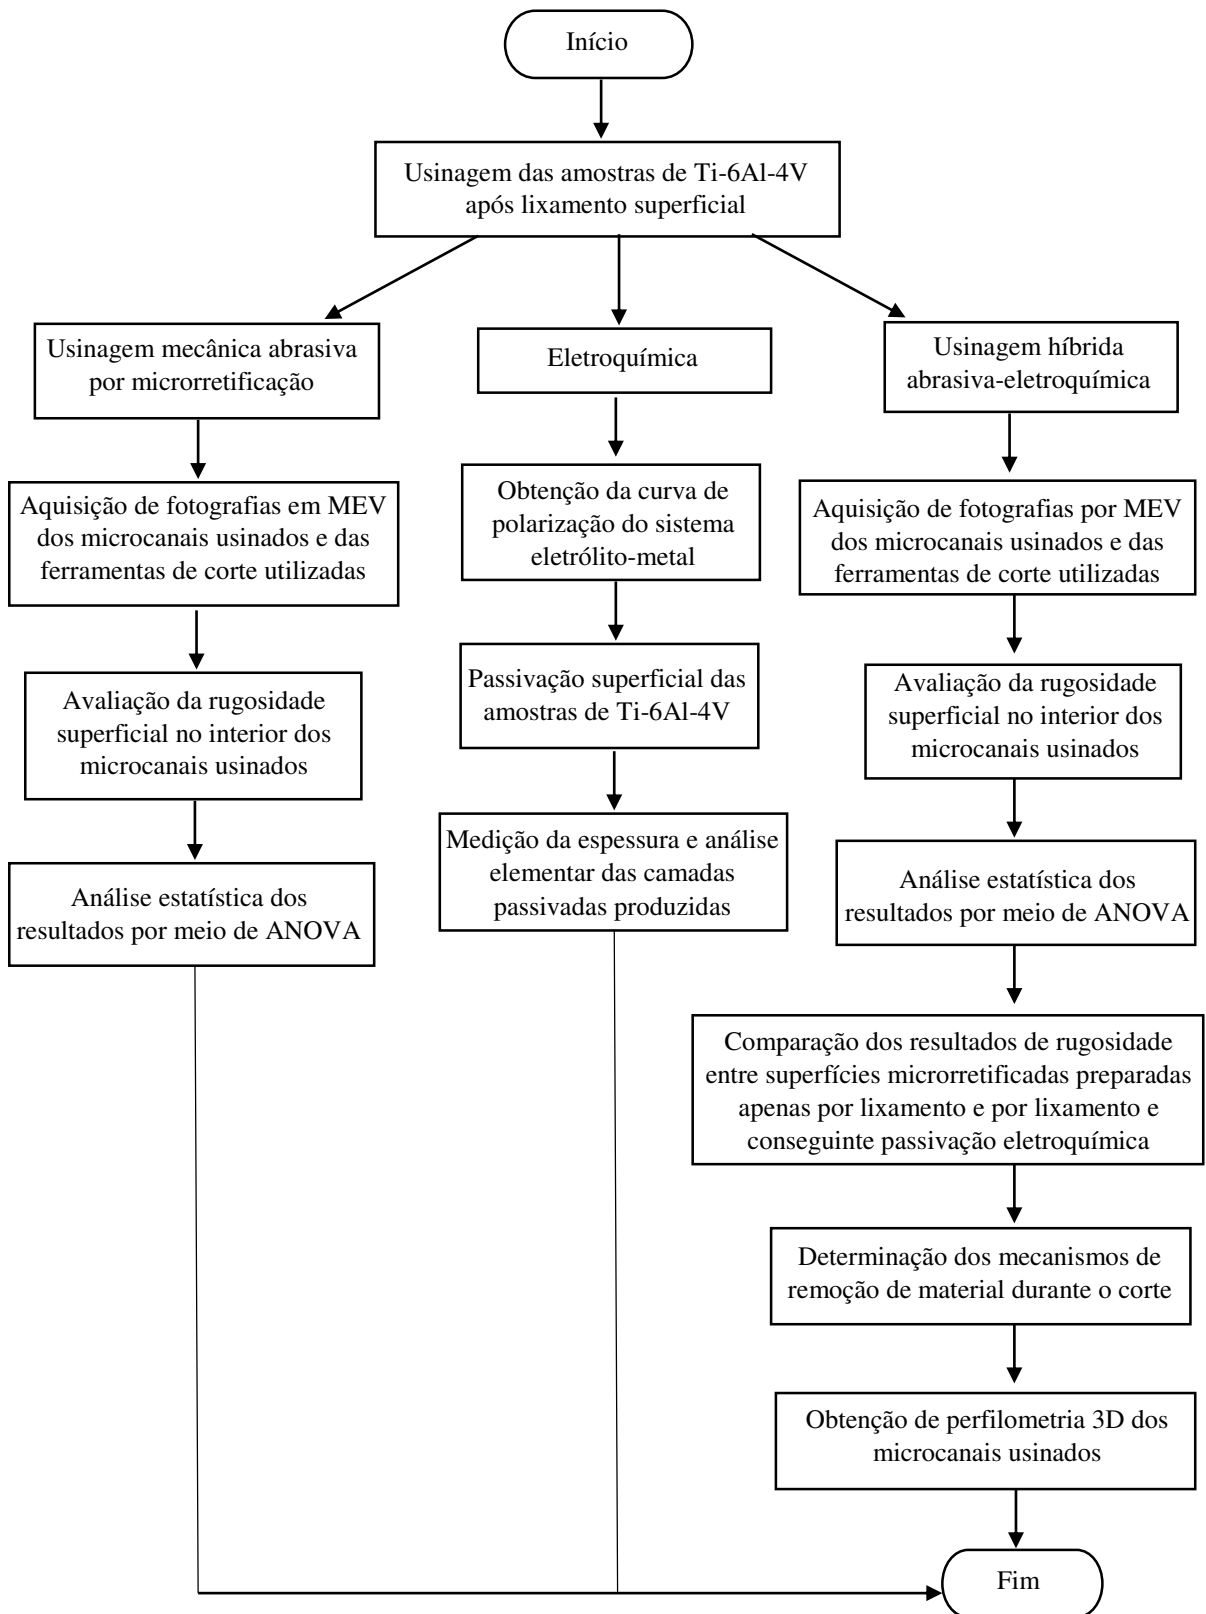 Início
Usinagem das amostras de Ti-6Al-4V
após lixamento superficial
Usinagem mecânica abrasiva
por microrretificação
Eletroquímica
Usinagem híbrida
abrasiva-eletroquímica
Aquisição de fotografias em MEV
dos microcanais usinados e das
ferramentas de corte utilizadas
Obtenção da curva de
polarização do sistema
eletrólito-metal
Aquisição de fotografias por MEV
dos microcanais usinados e das
ferramentas de corte utilizadas
Avaliação da rugosidade
superficial no interior dos
microcanais usinados
Passivação superficial das
amostras de Ti-6Al-4V
Avaliação da rugosidade
superficial no interior dos
microcanais usinados
Análise estatística dos
resultados por meio de ANOVA
Medição da espessura e análise
elementar das camadas
passivadas produzidas
Análise estatística dos
resultados por meio de ANOVA
Comparação dos resultados de rugosidade
entre superfícies microrretificadas preparadas
apenas por lixamento e por lixamento e
conseguinte passivação eletroquímica
Determinação dos mecanismos de
remoção de material durante o corte
Obtenção de perfilometria 3D dos
microcanais usinados
Fim